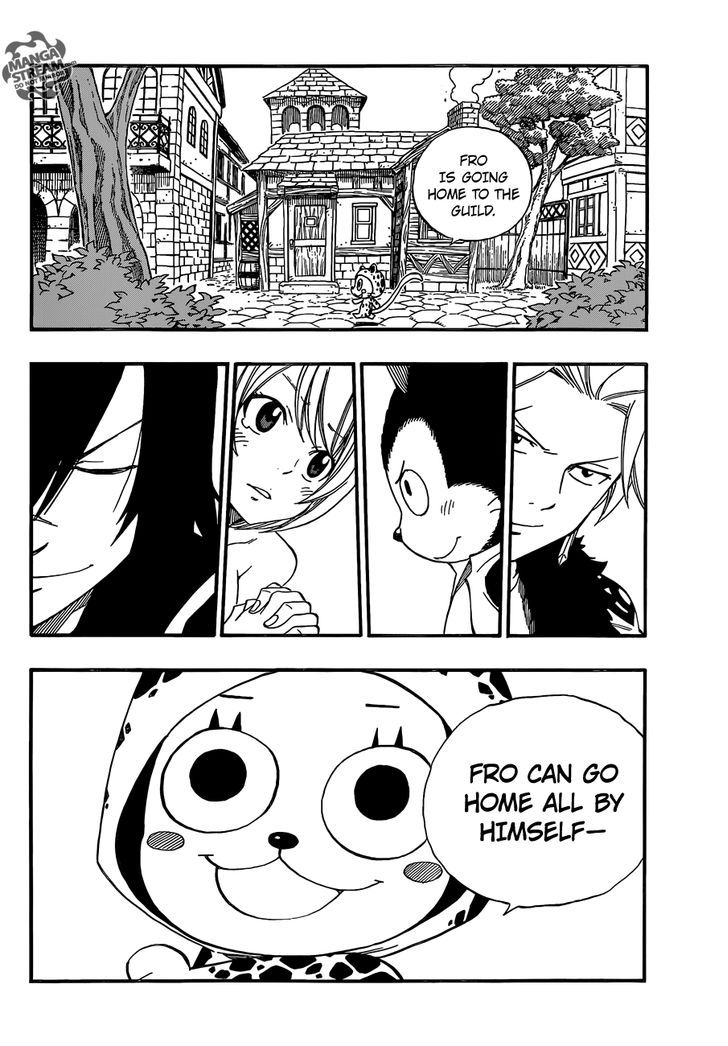 MANGA
STREAM
FRO
IS GOING
HOME TO THE
GUILD.
FRO CAN GO
HOME ALL BY
HIMSELF—